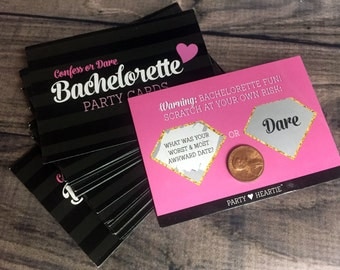 Confess or Dare
Bachelorette
PARTY CARDS
Warning: BACHELORETTE FUN!
SCRATCH AT YOUR OWN RISK!
WHAT WAS YOUR
WORST & MOST
AWKWARD DATE?
OR
Dare
PARTY HEARTIE